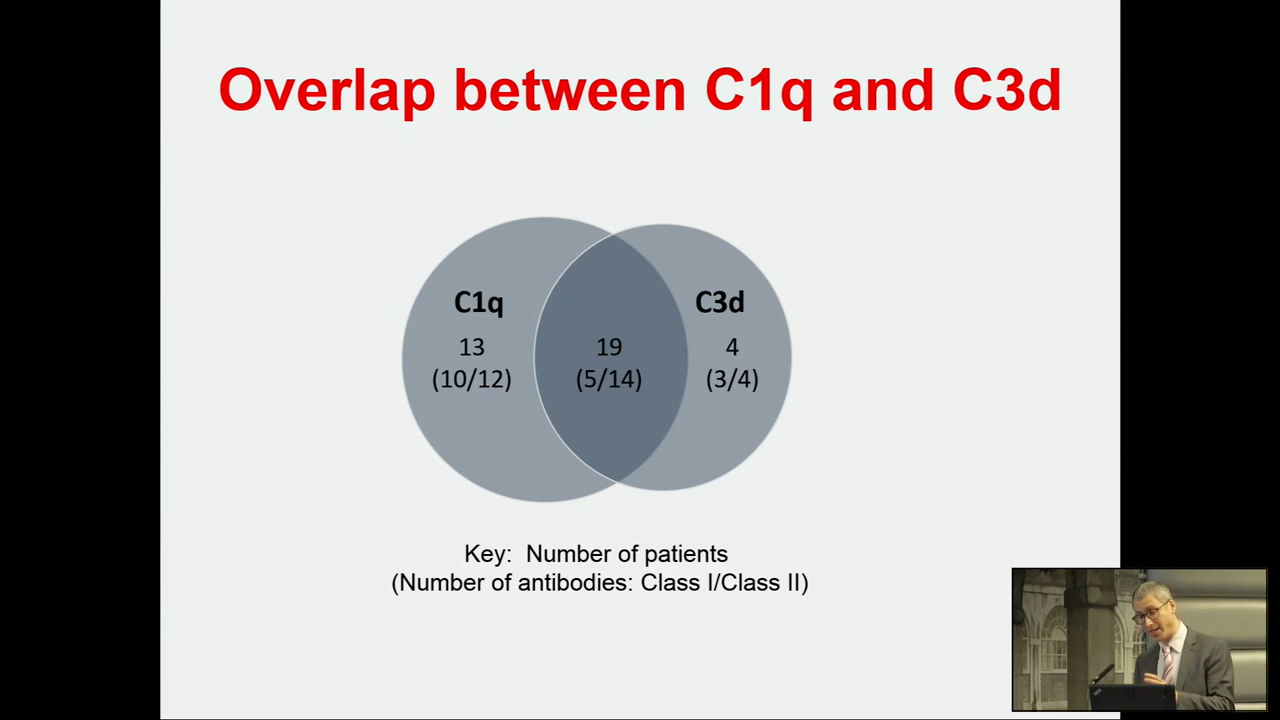 Overlap between C1q and C3d
C1q
C3d
13
19
4
(10/12)
(5/14)
(3/4)
Key: Number of patients
(Number of antibodies: Class I/Class II)